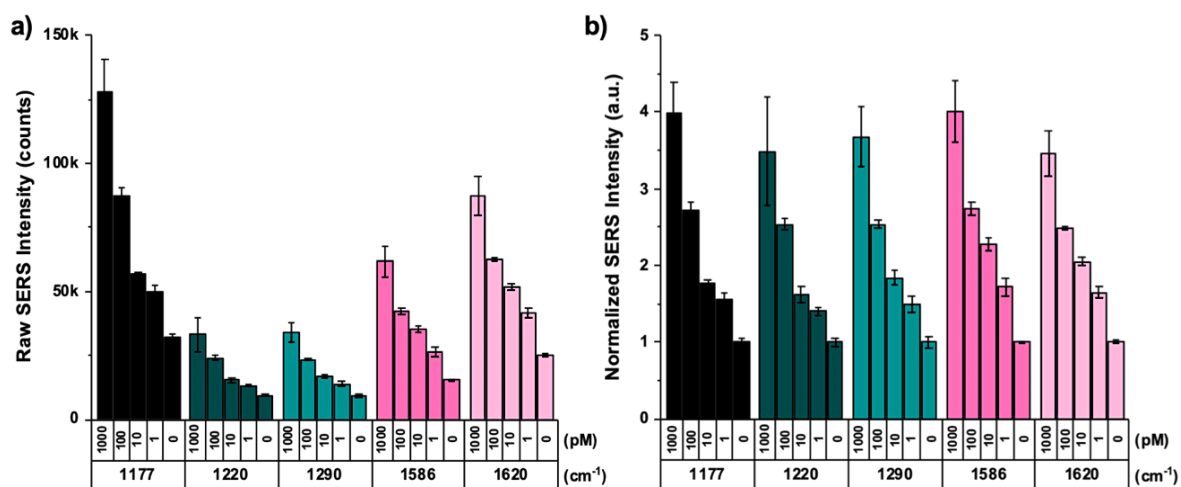 a)
Raw SERS Intensity (counts)
150k
100k
50k
0
1000 100 10 1 0 1000 100 10 1 0 1000 100 10 1 0 1000 100 10 1 0 1000 100 10 1 0 (pM)
1177 1220 1290 1586 1620 (cm⁻¹)
b)
Normalized SERS Intensity (a.u.)
5
4
3
2
1
0
1000 100 10 1 0 1000 100 10 1 0 1000 100 10 1 0 1000 100 10 1 0 1000 100 10 1 0 (pM)
1177 1220 1290 1586 1620 (cm⁻¹)